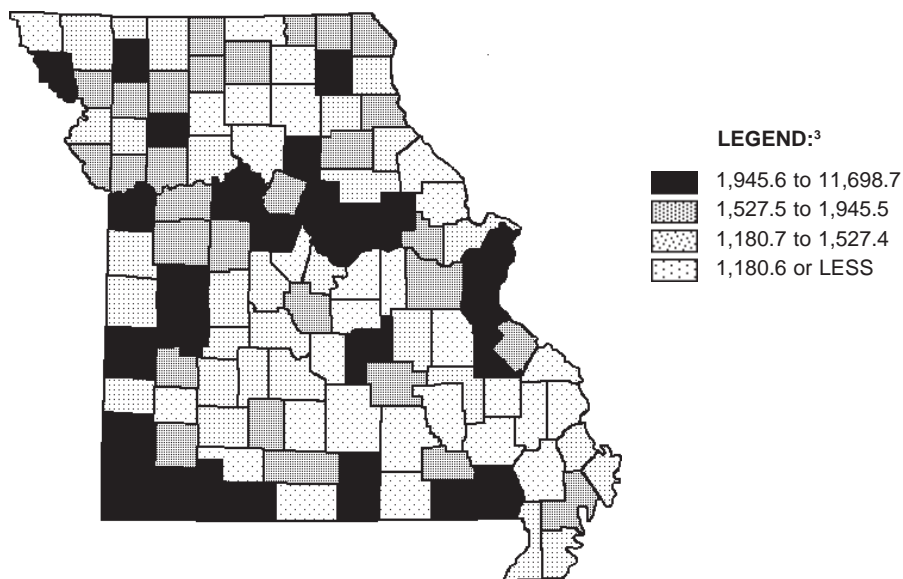 LEGEND:³
1,945.6 to 11,698.7
1,527.5 to 1,945.5
1,180.7 to 1,527.4
1,180.6 or LESS